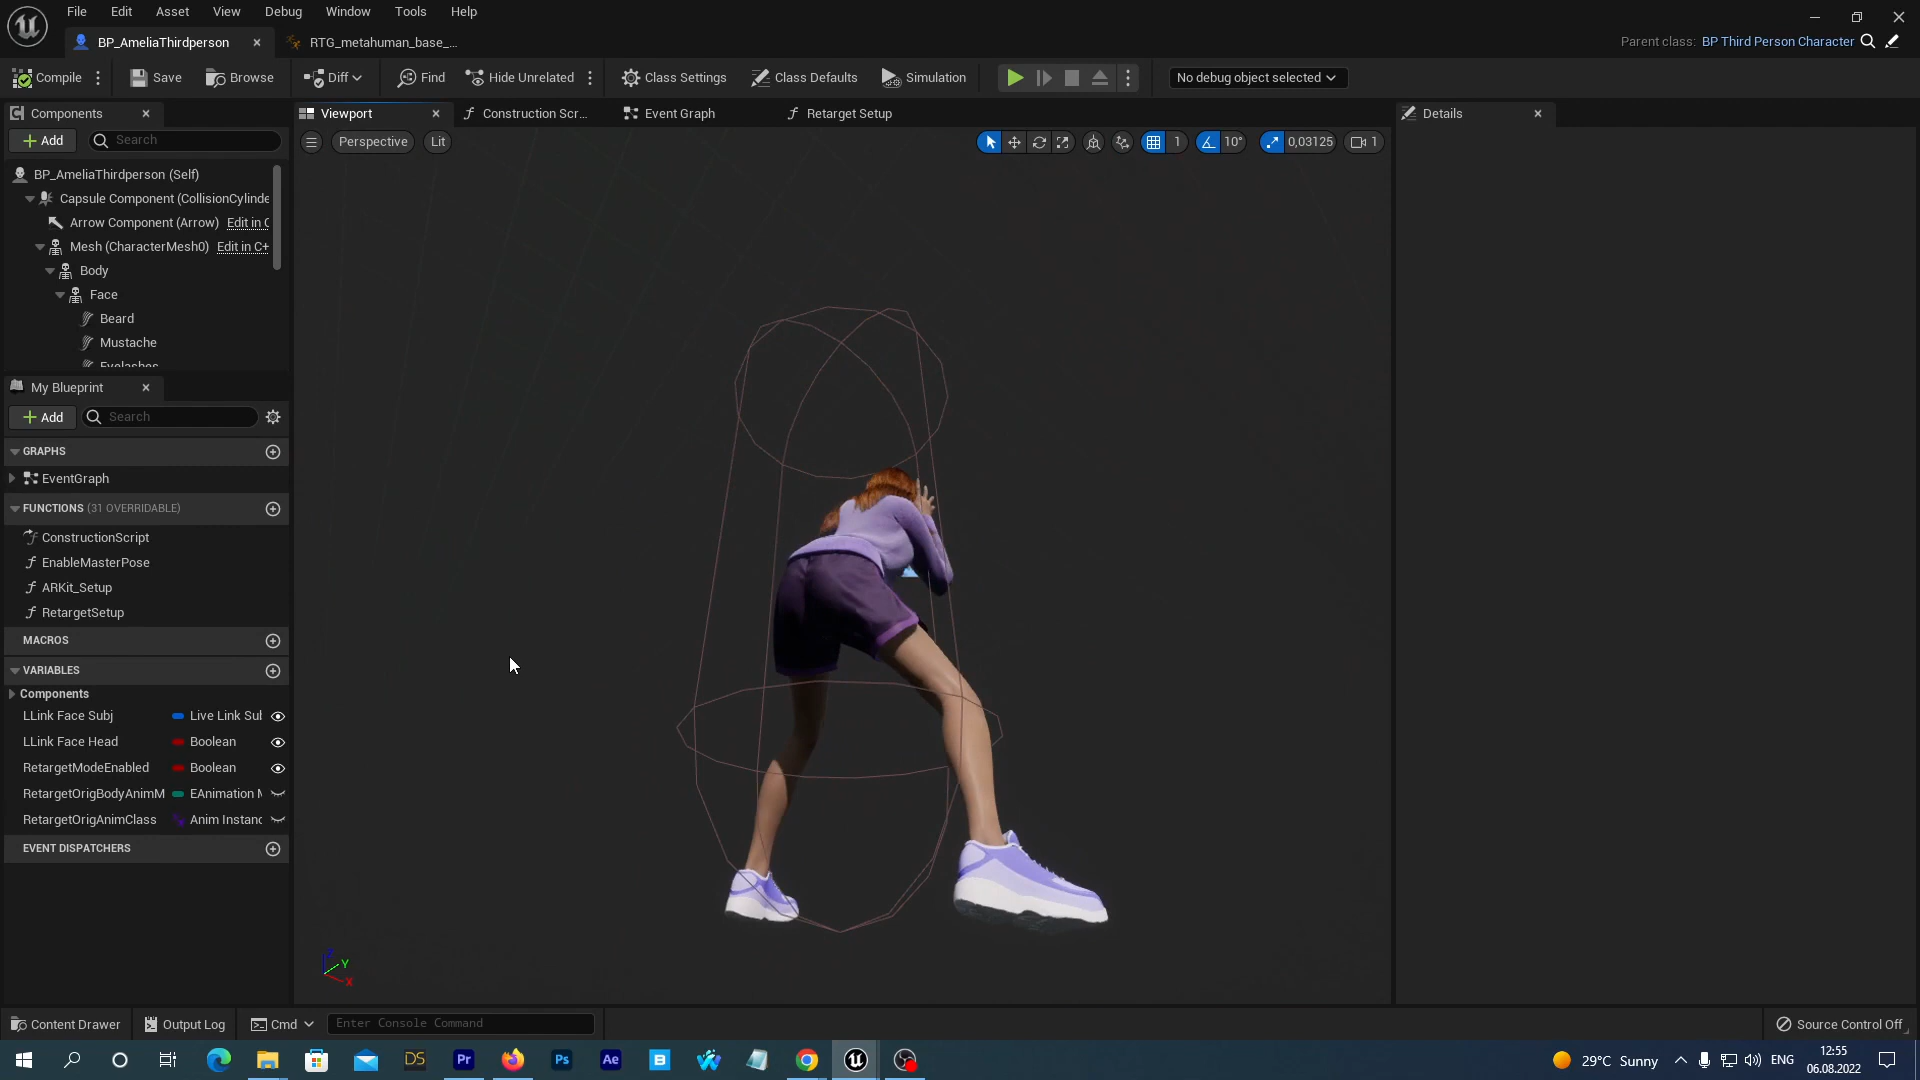 File Edit Asset View Debug Window Tools Help
BP_AmeliaThirdperson
RTG_metahuman_base_...
Parent class: BP Third Person Character
Compile
Save
Browse
Diff
Find
Hide Unrelated
Class Settings
Class Defaults
Simulation
No debug object selected
Components
Viewport
Construction Scr...
Event Graph
Retarget Setup
Details
Add
Search
Perspective
Lit
1
10°
0,03125
1
BP_AmeliaThirdperson (Self)
Capsule Component (CollisionCylinde
Arrow Component (Arrow) Edit in C
Mesh (CharacterMesh0) Edit in C+
Body
Face
Beard
Mustache
Eyelashes
My Blueprint
Add
Search
GRAPHS
EventGraph
FUNCTIONS (31 OVERRIDABLE)
ConstructionScript
EnableMasterPose
ARKit_Setup
RetargetSetup
MACROS
VARIABLES
Components
LLink Face Subj Live Link Sul
LLink Face Head Boolean
RetargetModeEnabled Boolean
RetargetOrigBodyAnimM EAnimation M
RetargetOrigAnimClass Anim Instanc
EVENT DISPATCHERS
Z
Y
X
Content Drawer
Output Log
Cmd
Enter Console Command
Source Control Off
DS
Pr
Ps
Ae
29°C Sunny
ENG
12:55
06.08.2022